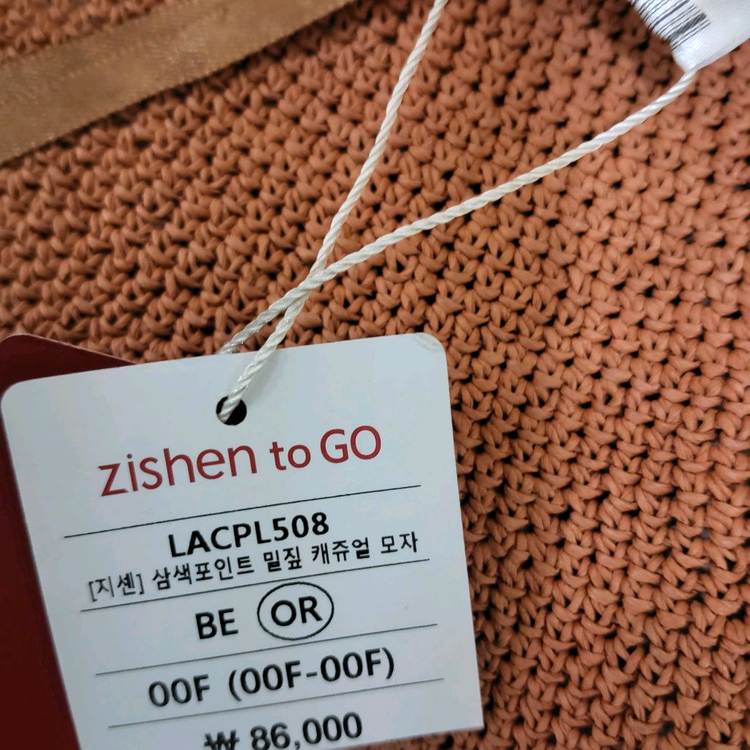 zishen to GO
LACPL508
[지센] 삼색포인트 밀짚 캐쥬얼 모자
BE OR
00F (00F-00F)
₩ 86,000